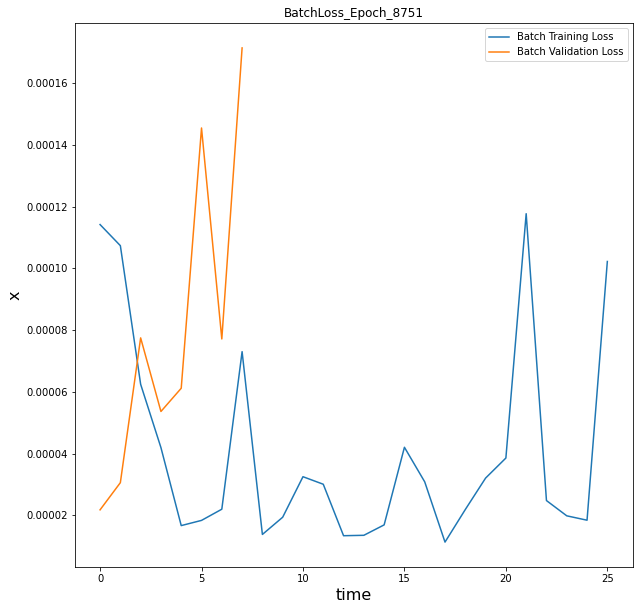 BatchLoss_Epoch_8751
Batch Training Loss
Batch Validation Loss
0.00016
0.00014
0.00012
0.00010
0.00008
0.00006
0.00004
0.00002
x
0 5 10 15 20 25
time